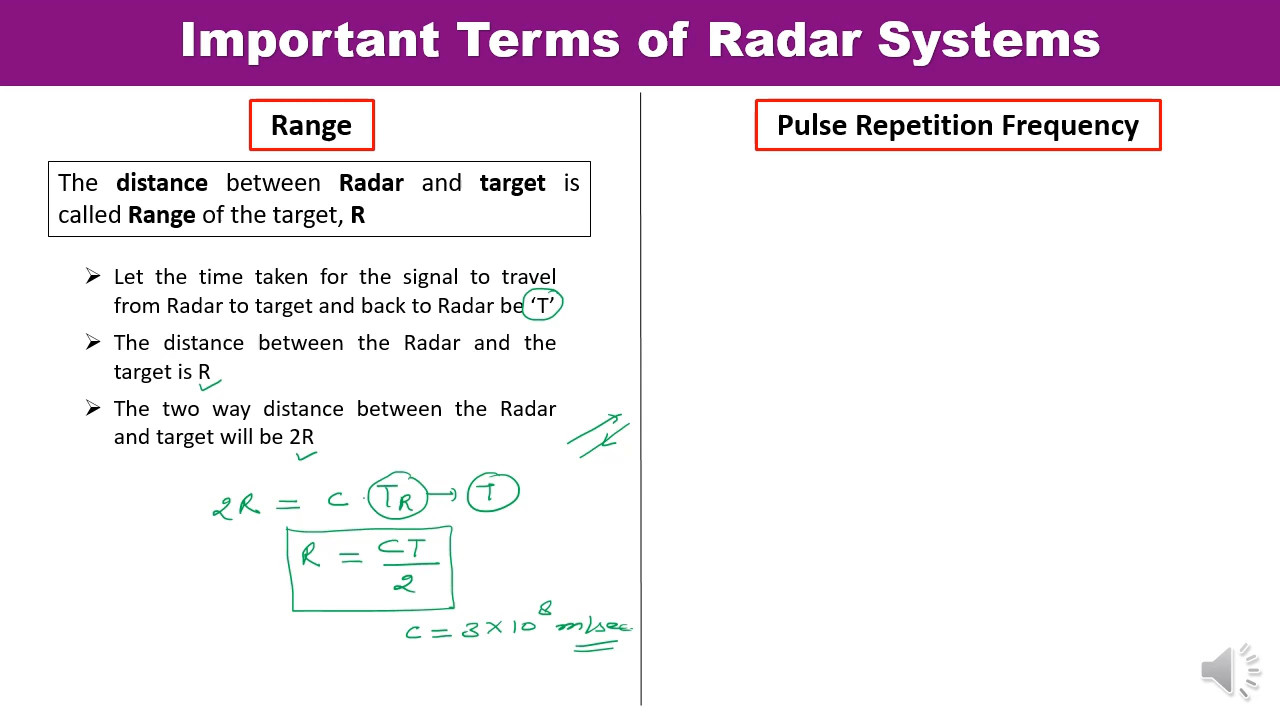 Important Terms of Radar Systems
Range
The distance between Radar and target is
called Range of the target, R
➢ Let the time taken for the signal to travel
from Radar to target and back to Radar be 'T'
➢ The distance between the Radar and the
target is R
➢ The two way distance between the Radar
and target will be 2R
2R = C · TR → T
R = CT/2
C = 3 × 10⁸ m/sec
Pulse Repetition Frequency